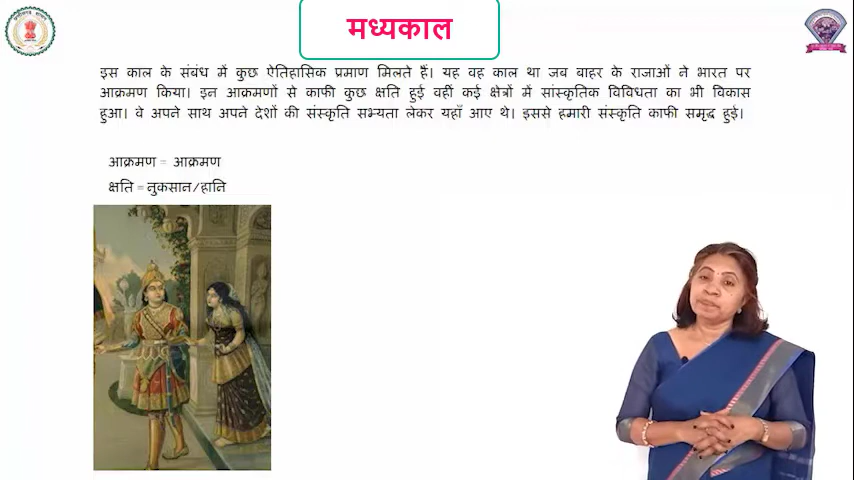 मध्यकाल
इस काल के संबंध में कुछ ऐतिहासिक प्रमाण मिलते हैं। यह वह काल था जब बाहर के राजाओं ने भारत पर
आक्रमण किया। इन आक्रमणों से काफी कुछ क्षति हुई वहीं कई क्षेत्रों में सांस्कृतिक विविधता का भी विकास
हुआ। वे अपने साथ अपने देशों की संस्कृति सभ्यता लेकर यहाँ आए थे। इससे हमारी संस्कृति काफी समृद्ध हुई।
आक्रमण = आक्रमण
क्षति = नुकसान/हानि